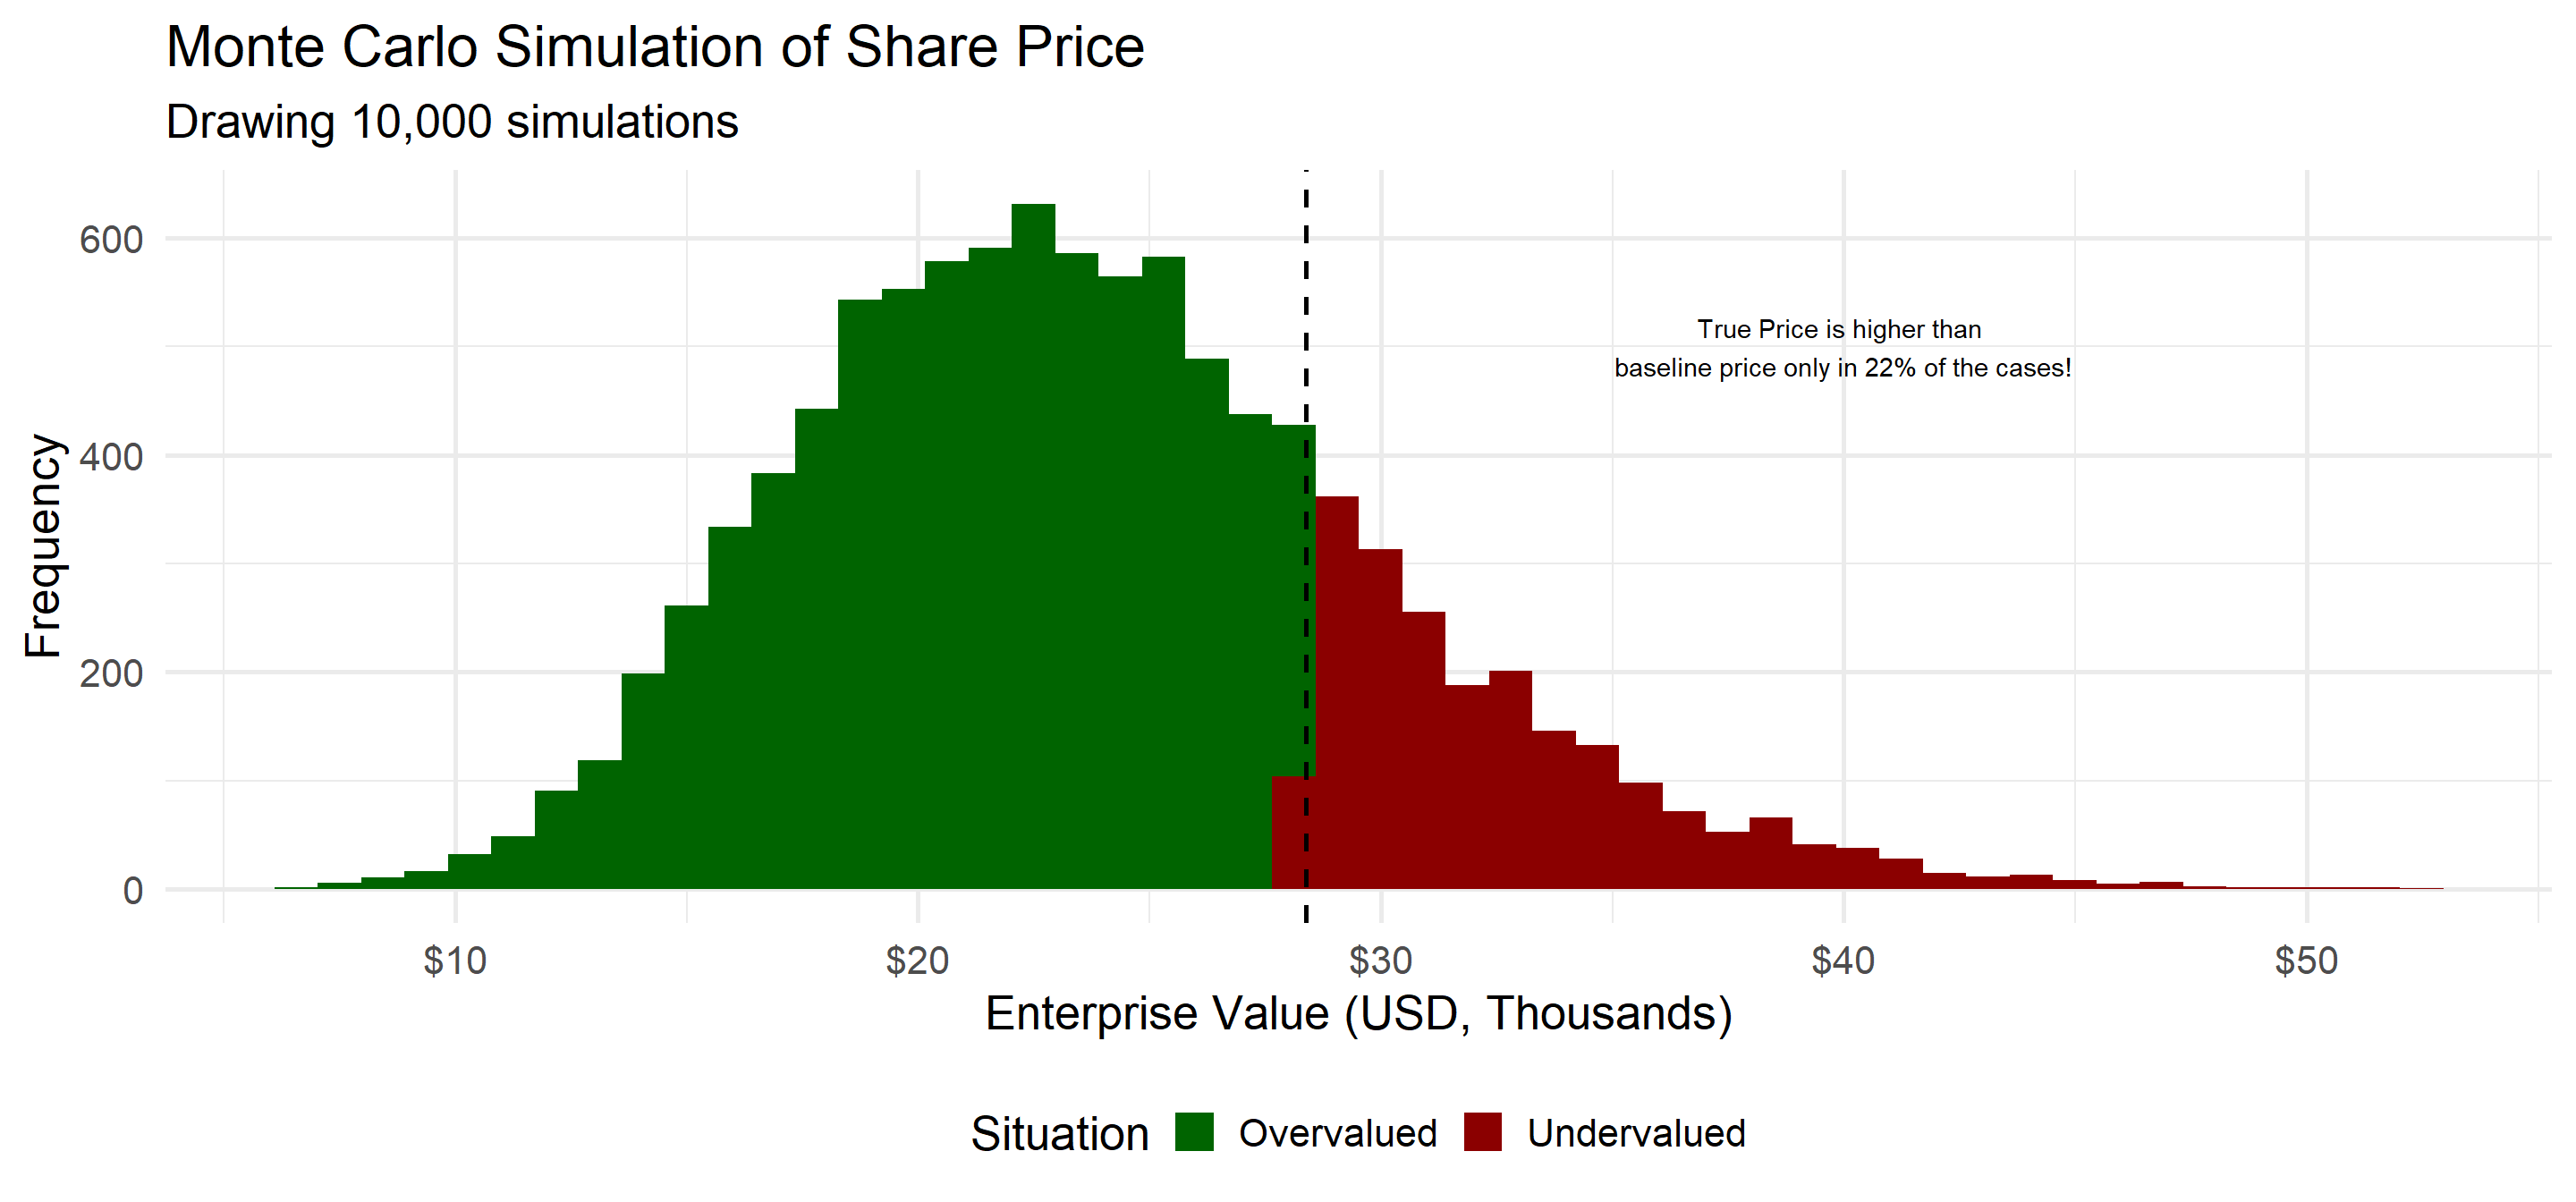 Monte Carlo Simulation of Share Price
Drawing 10,000 simulations
600
400
200
0
Frequency
True Price is higher than
baseline price only in 22% of the cases!
$10 $20 $30 $40 $50
Enterprise Value (USD, Thousands)
Situation Overvalued Undervalued